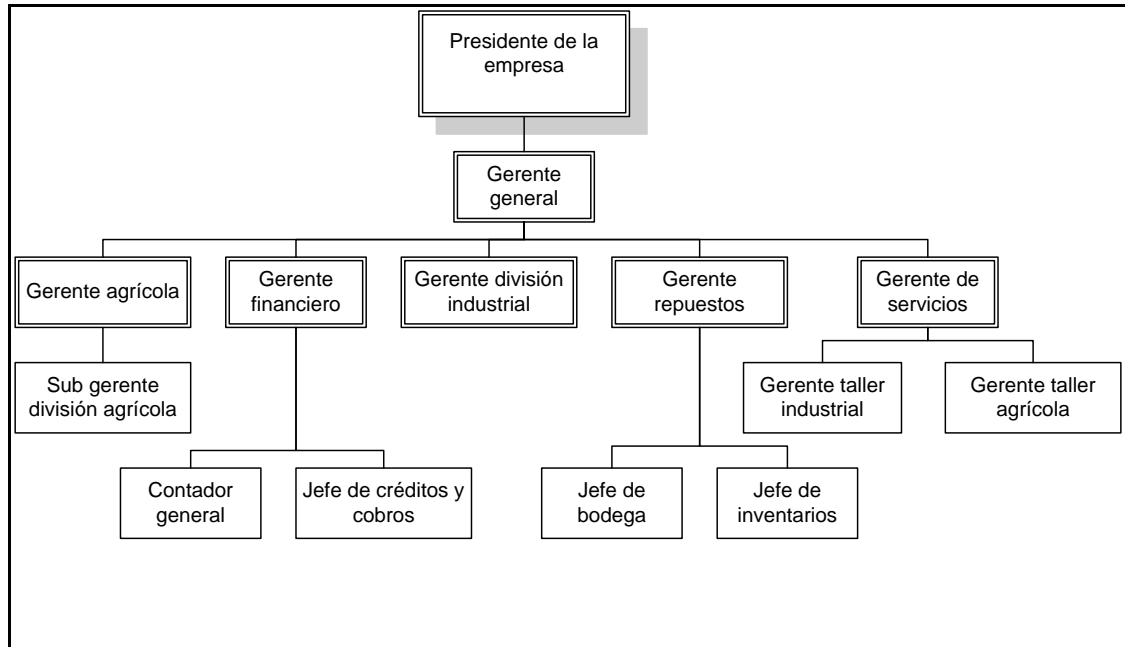 Presidente de la
empresa
Gerente
general
Gerente agrícola
Gerente
financiero
Gerente división
industrial
Gerente
repuestos
Gerente de
servicios
Sub gerente
división agrícola
Gerente taller
industrial
Gerente taller
agrícola
Contador
general
Jefe de créditos y
cobros
Jefe de
bodega
Jefe de
inventarios